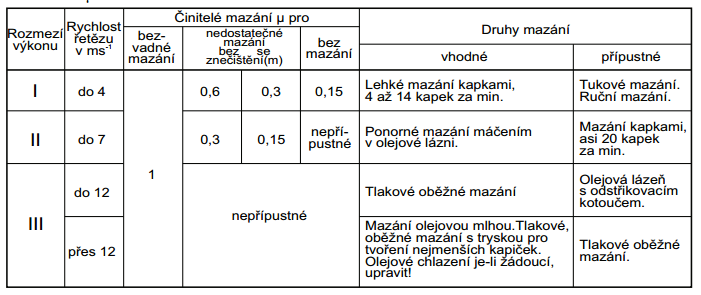 Rozmezí
výkonu
Rychlost
řetězu
v ms-1
Činitelé mazání μ pro
bez-
vadné
mazání
nedostatečné
mazání
bez se
znečištění(m)
bez
mazání
Druhy mazání
vhodné
přípustné
I
do 4
1
0,6
0,3
0,15
Lehké mazání kapkami,
4 až 14 kapek za min.
Tukové mazání.
Ruční mazání.
II
do 7
0,3
0,15
nepří-
pustné
Ponorné mazání máčením
v olejové lázni.
Mazání kapkami,
asi 20 kapek
za min.
III
do 12
nepřípustné
Tlakové oběžné mazání
Olejová lázeň
s odstřikovacím
kotoučem.
přes 12
Mazání olejovou mlhou.Tlakové,
oběžné mazání s tryskou pro
tvoření nejmenších kapiček.
Olejové chlazení je-li žádoucí,
upravit!
Tlakové oběžné
mazání.